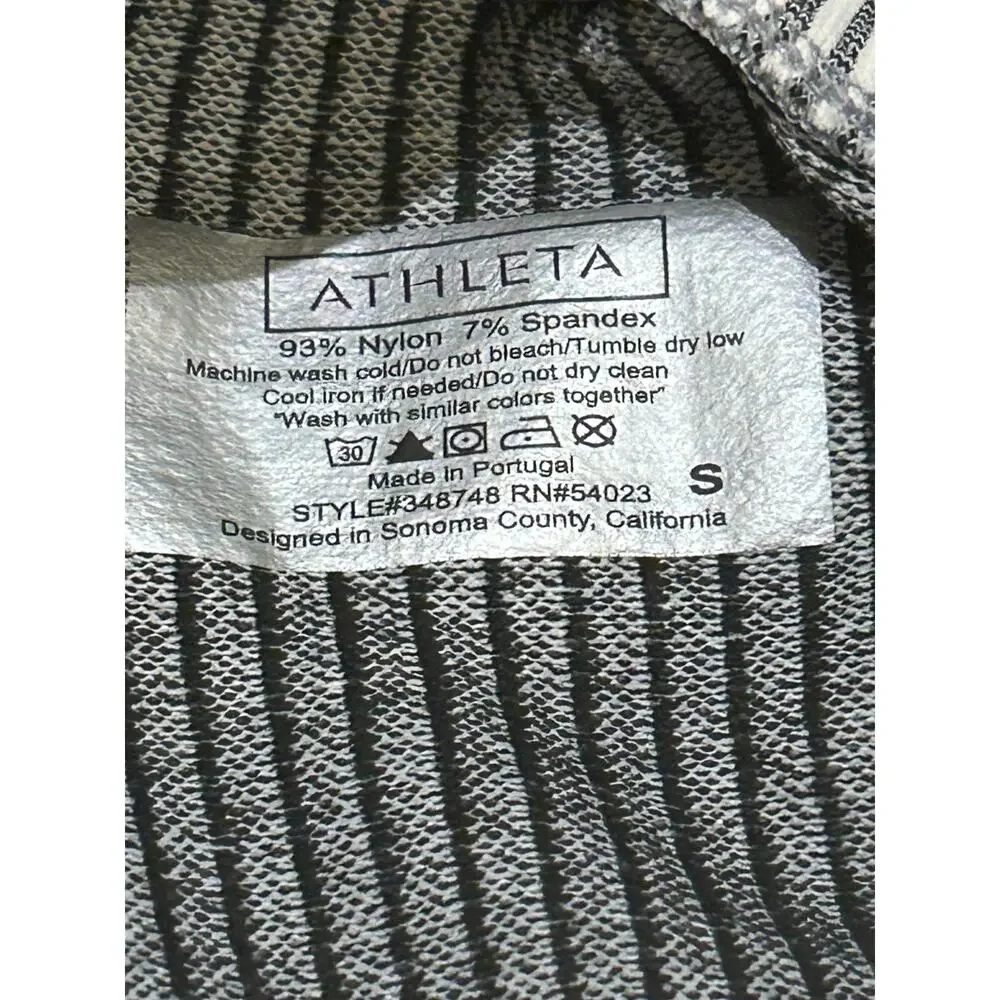 ATHLETA
93% Nylon 7% Spandex
Machine wash cold/Do not bleach/Tumble dry low
Cool iron if needed/Do not dry clean
"Wash with similar colors together"
30
Made in Portugal
STYLE#348748 RN#54023
S
Designed in Sonoma County, California